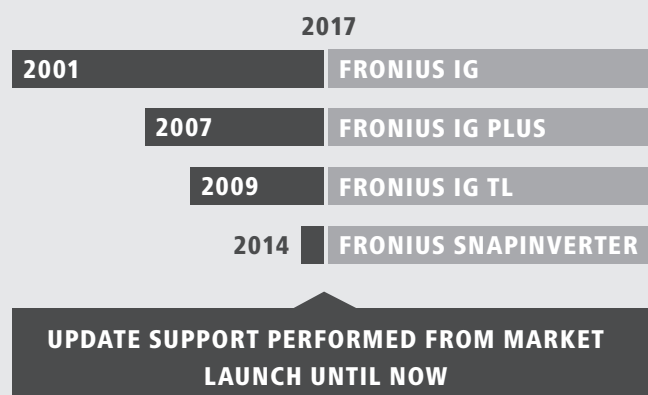 2017
2001 FRONIUS IG
2007 FRONIUS IG PLUS
2009 FRONIUS IG TL
2014 FRONIUS SNAPINVERTER
UPDATE SUPPORT PERFORMED FROM MARKET
LAUNCH UNTIL NOW